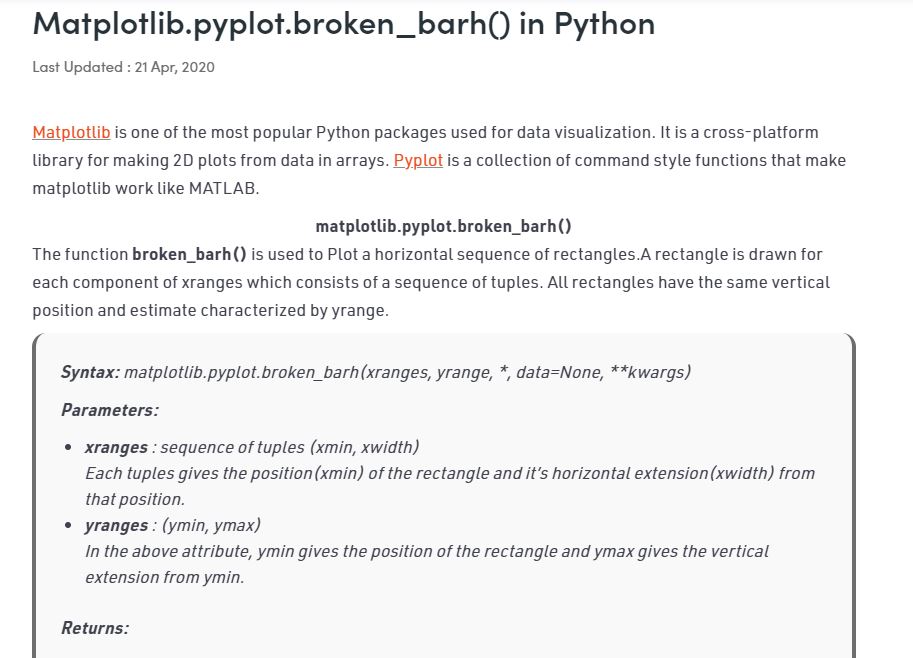 Matplotlib.pyplot.broken_barh() in Python
Last Updated : 21 Apr, 2020
Matplotlib is one of the most popular Python packages used for data visualization. It is a cross-platform
library for making 2D plots from data in arrays. Pyplot is a collection of command style functions that make
matplotlib work like MATLAB.
matplotlib.pyplot.broken_barh()
The function broken_barh() is used to Plot a horizontal sequence of rectangles.A rectangle is drawn for
each component of xranges which consists of a sequence of tuples. All rectangles have the same vertical
position and estimate characterized by yrange.
Syntax: matplotlib.pyplot.broken_barh(xranges, yrange, *, data=None, **kwargs)
Parameters:
• xranges : sequence of tuples (xmin, xwidth)
Each tuples gives the position(xmin) of the rectangle and it's horizontal extension(xwidth) from
that position.
• yranges : (ymin, ymax)
In the above attribute, ymin gives the position of the rectangle and ymax gives the vertical
extension from ymin.
Returns: